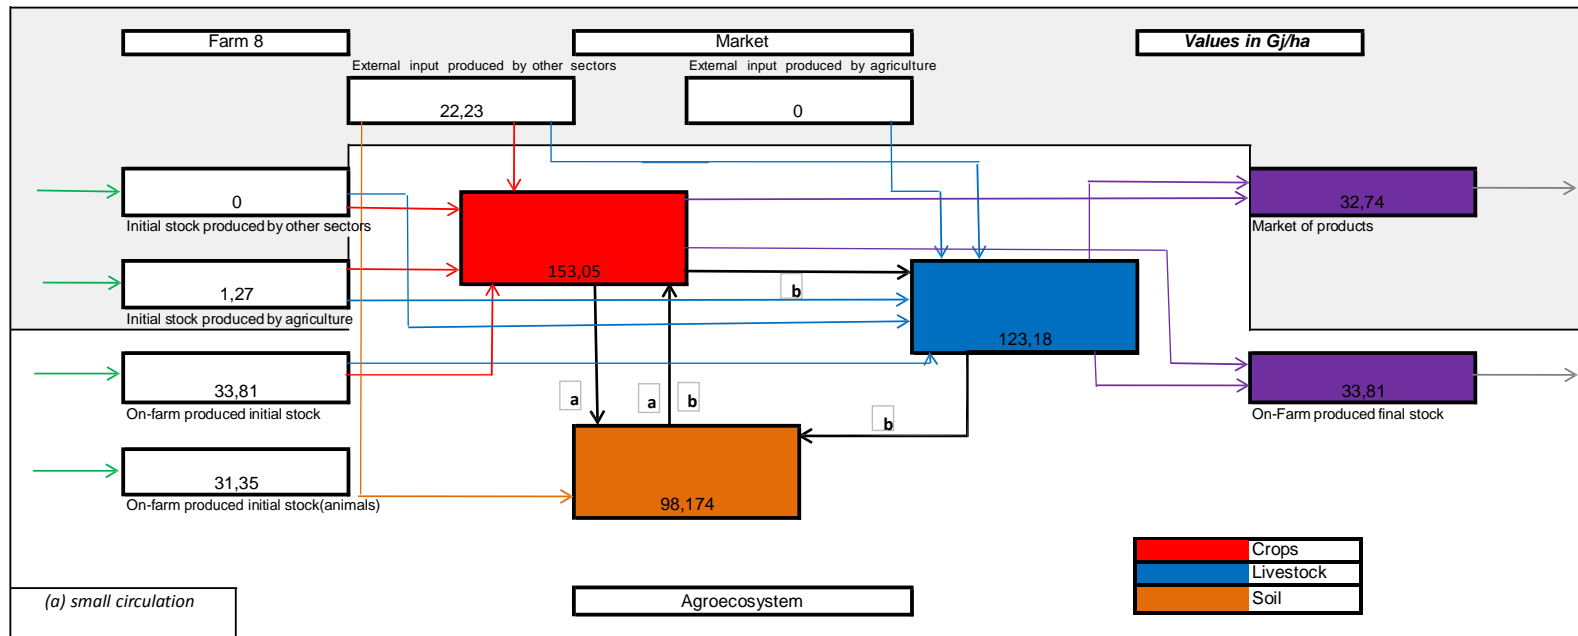 Farm 8
Market
Values in Gj/ha
External input produced by other sectors
External input produced by agriculture
22,23
0
0
Initial stock produced by other sectors
153,05
32,74
Market of products
1,27
Initial stock produced by agriculture
b
123,18
33,81
On-farm produced initial stock
a
a
b
b
33,81
On-Farm produced final stock
31,35
On-farm produced initial stock(animals)
98,174
Crops
Livestock
Soil
(a) small circulation
Agroecosystem